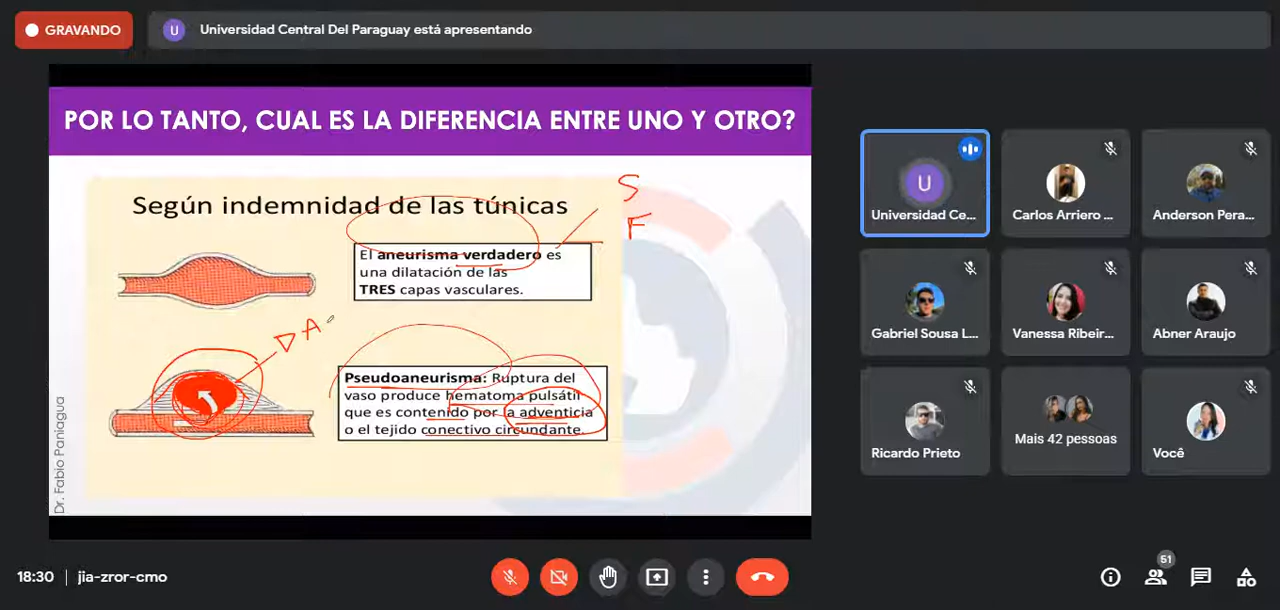 GRAVANDO
U
Universidad Central Del Paraguay está apresentando
POR LO TANTO, CUAL ES LA DIFERENCIA ENTRE UNO Y OTRO?
Según indemnidad de las túnicas
S
F
El aneurisma verdadero es
una dilatación de las
TRES capas vasculares.
DA
Pseudoaneurisma: Ruptura del
vaso produce hematoma pulsátil
que es contenido por la adventicia
o el tejido conectivo circundante.
Dr. Fabio Paniagua
U
Universidad Ce...
Carlos Arriero ...
Anderson Pera...
Gabriel Sousa L...
Vanessa Ribeir...
Abner Araujo
Ricardo Prieto
Mais 42 pessoas
Você
18:30 | jia-zror-cmo
51